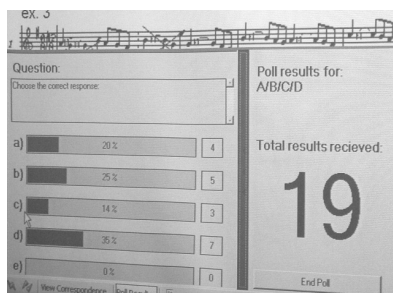 ex. 3
1
Question:
Choose the correct response:
a) 20 % 4
b) 25 % 5
c) 14 % 3
d) 35 % 7
e) 0 % 0
View Correspondence
Poll results for:
A/B/C/D
Total results recieved:
19
End Poll